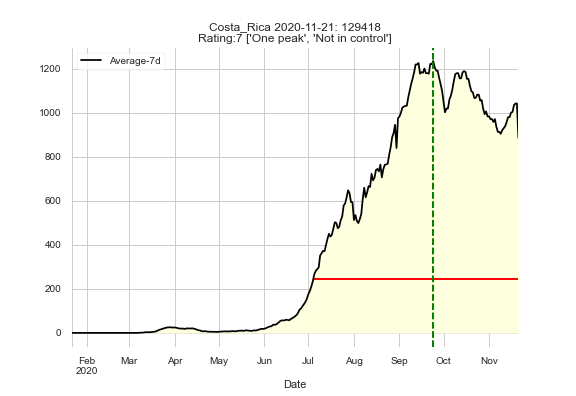 Costa_Rica 2020-11-21: 129418
Rating:7 ['One peak', 'Not in control']
Average-7d
1200
1000
800
600
400
200
0
Feb Mar Apr May Jun Jul Aug Sep Oct Nov
2020
Date